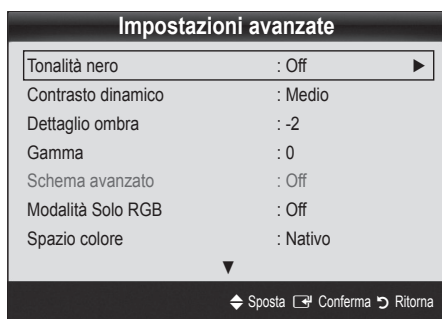 Impostazioni avanzate
Tonalità nero : Off ▶
Contrasto dinamico : Medio
Dettaglio ombra : -2
Gamma : 0
Schema avanzato : Off
Modalità Solo RGB : Off
Spazio colore : Nativo
▼
Sposta Conferma Ritorna